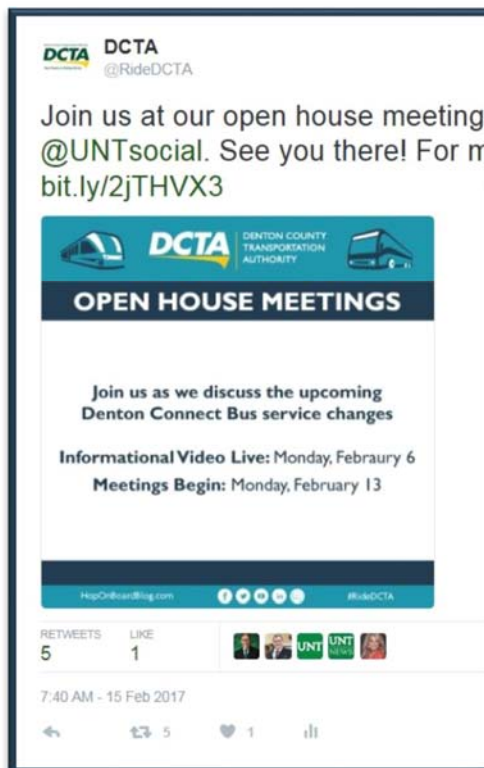 DCTA
DCTA
@RideDCTA
Join us at our open house meeting
@UNTsocial. See you there! For m
bit.ly/2jTHVX3
DCTA
DENTON COUNTY
TRANSPORTATION
AUTHORITY
OPEN HOUSE MEETINGS
Join us as we discuss the upcoming
Denton Connect Bus service changes
Informational Video Live: Monday, Febraury 6
Meetings Begin: Monday, February 13
HopOnBoardBlog.com
#RideDCTA
RETWEETS LIKE
5 1
UNT
UNT
NEWS
7:40 AM - 15 Feb 2017
5 1